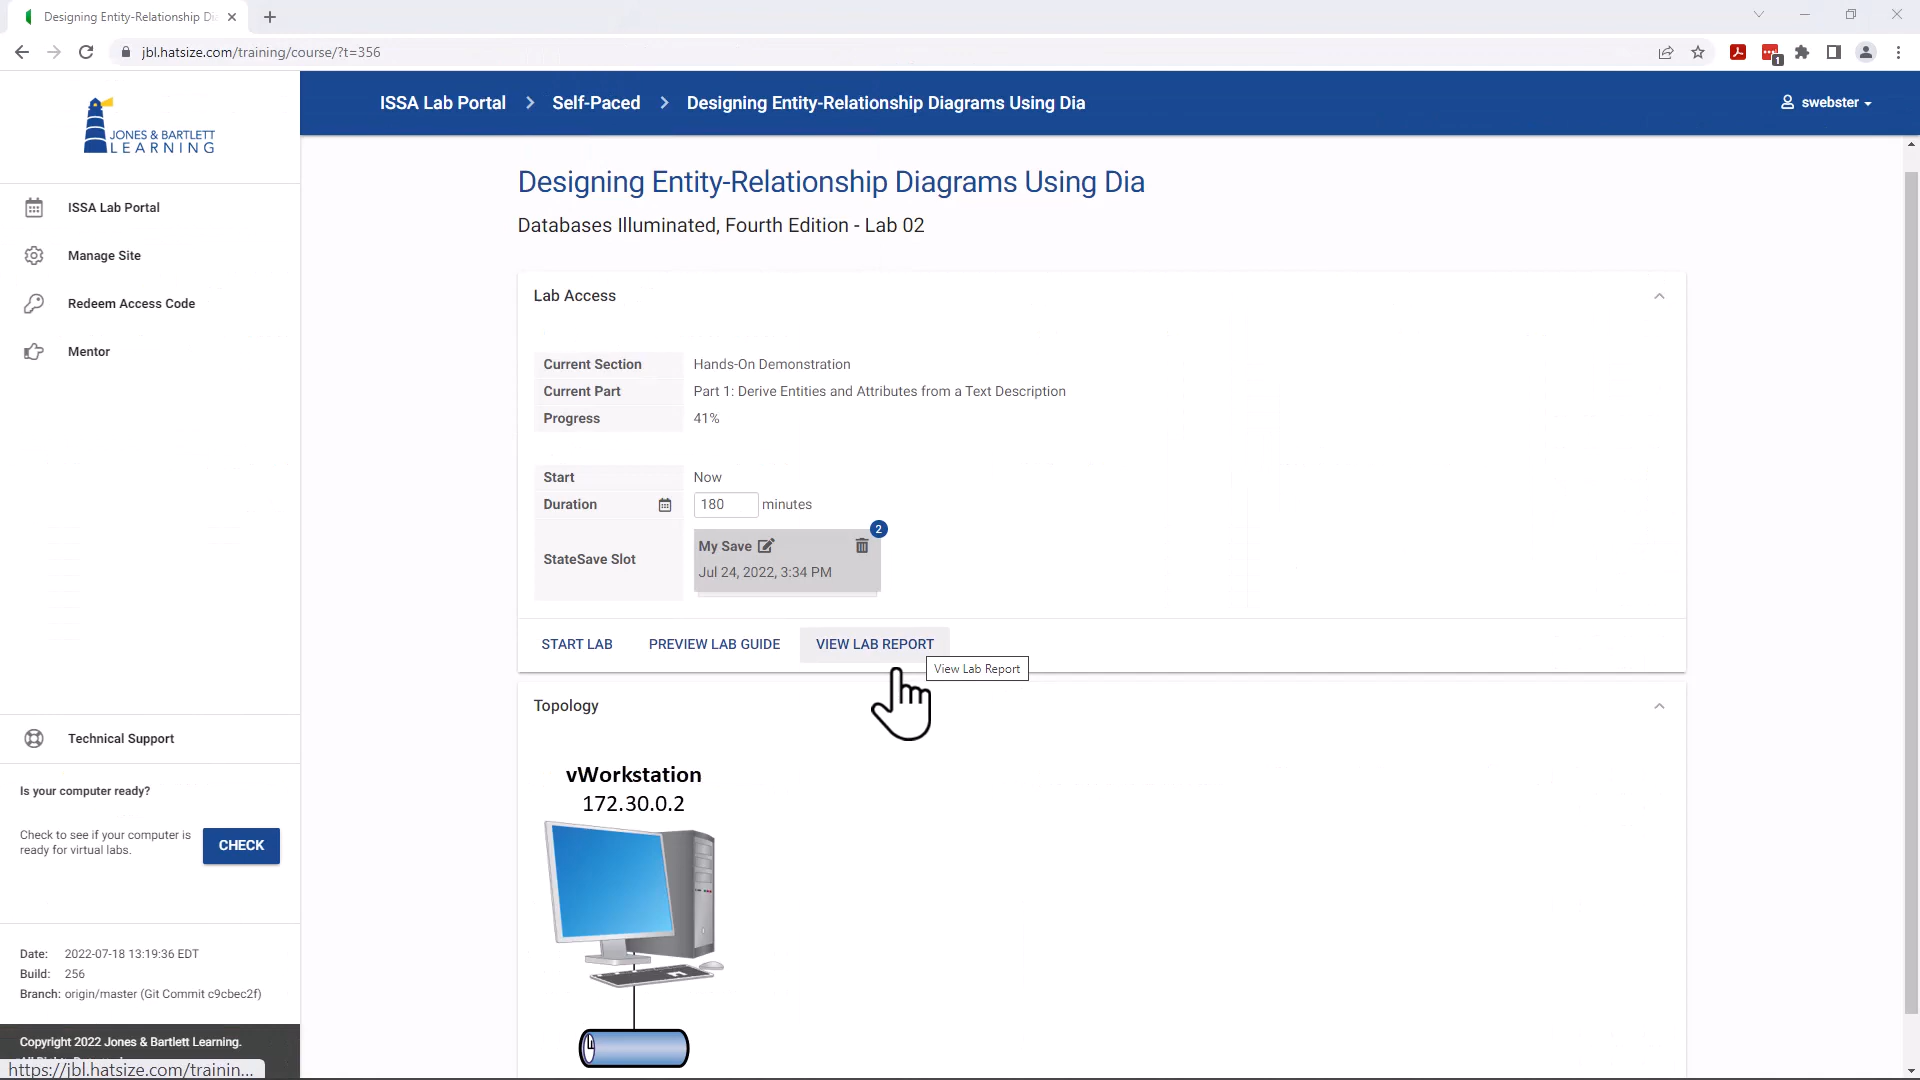 Designing Entity-Relationship Dia
jbl.hatsize.com/training/course/?t=356
1
JONES & BARTLETT
LEARNING
ISSA Lab Portal
Self-Paced
Designing Entity-Relationship Diagrams Using Dia
swebster
ISSA Lab Portal
Manage Site
Redeem Access Code
Mentor
Designing Entity-Relationship Diagrams Using Dia
Databases Illuminated, Fourth Edition - Lab 02
Lab Access
Current Section Hands-On Demonstration
Current Part Part 1: Derive Entities and Attributes from a Text Description
Progress 41%
Start Now
Duration 180 minutes
StateSave Slot
2
My Save
Jul 24, 2022, 3:34 PM
START LAB PREVIEW LAB GUIDE VIEW LAB REPORT
View Lab Report
Topology
vWorkstation
172.30.0.2
Technical Support
Is your computer ready?
Check to see if your computer is
ready for virtual labs.
CHECK
Date: 2022-07-18 13:19:36 EDT
Build: 256
Branch: origin/master (Git Commit c9cbec2f)
Copyright 2022 Jones & Bartlett Learning.
https://jbl.hatsize.com/trainin...